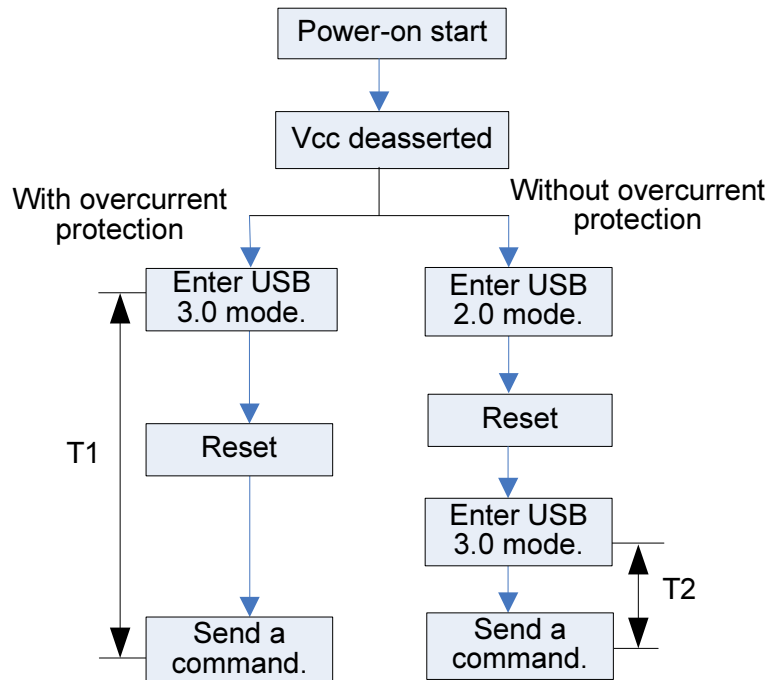 Power-on start
Vcc deasserted
With overcurrent
protection
Without overcurrent
protection
Enter USB
3.0 mode.
Enter USB
2.0 mode.
T1
Reset
Reset
Enter USB
3.0 mode.
T2
Send a
command.
Send a
command.